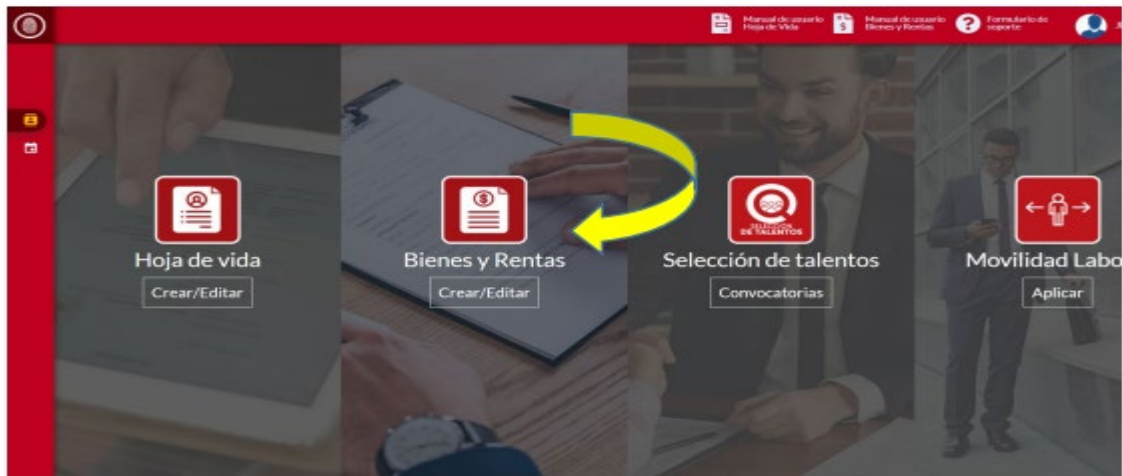 Manual de usuario
Hoja de Vida
Manual de usuario
Bienes y Rentas
Formulario de
soporte
Hoja de vida
Crear/Editar
Bienes y Rentas
Crear/Editar
SELECCIÓN
DE TALENTOS
Selección de talentos
Convocatorias
Movilidad Labo
Aplicar